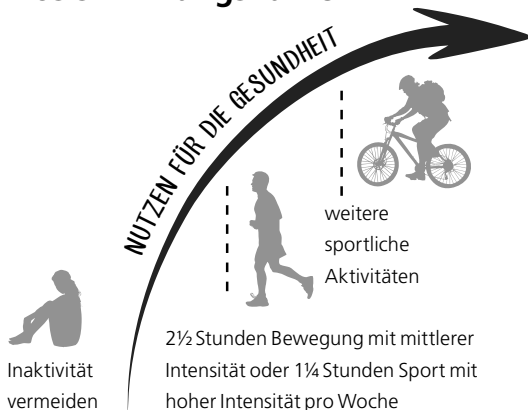 NUTZEN FÜR DIE GESUNDHEIT
weitere
sportliche
Aktivitäten
Inaktivität
vermeiden
2½ Stunden Bewegung mit mittlerer
Intensität oder 1¼ Stunden Sport mit
hoher Intensität pro Woche